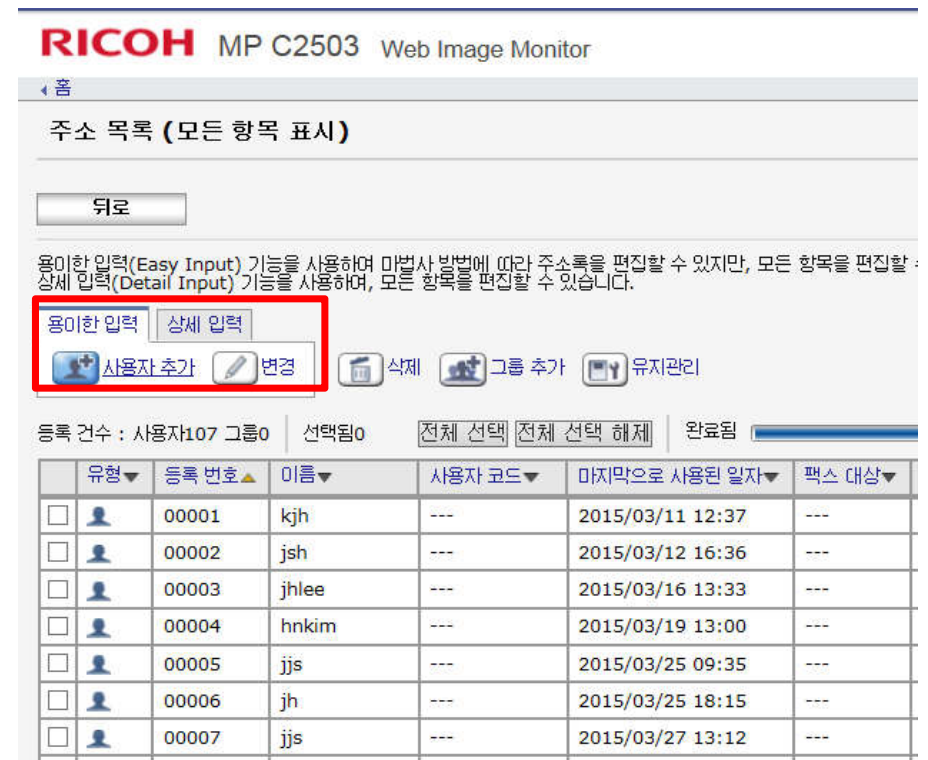 RICOH MP C2503 Web Image Monitor
홈
주소 목록 (모든 항목 표시)
뒤로
용이한 입력(Easy Input) 기능을 사용하여 마법사 방법에 따라 주소록을 편집할 수 있지만, 모든 항목을 편집할
상세 입력(Detail Input) 기능을 사용하여, 모든 항목을 편집할 수 있습니다.
용이한 입력 상세 입력
사용자 추가 변경 삭제 그룹 추가 유지관리
등록 건수 : 사용자107 그룹0 선택됨0 전체 선택 전체 선택 해제 완료됨
유형▼ 등록 번호▲ 이름▼ 사용자 코드▼ 마지막으로 사용된 일자▼ 팩스 대상▼
00001 kjh --- 2015/03/11 12:37 ---
00002 jsh --- 2015/03/12 16:36 ---
00003 jhlee --- 2015/03/16 13:33 ---
00004 hnkim --- 2015/03/19 13:00 ---
00005 jjs --- 2015/03/25 09:35 ---
00006 jh --- 2015/03/25 18:15 ---
00007 jjs --- 2015/03/27 13:12 ---